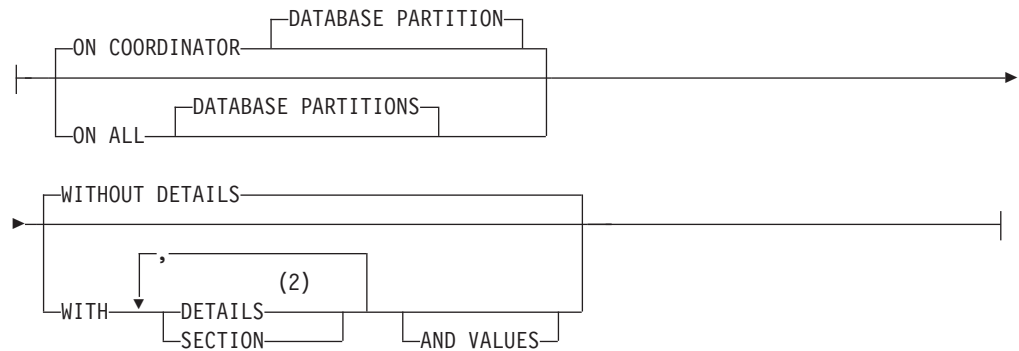 DATABASE PARTITION
ON COORDINATOR
DATABASE PARTITIONS
ON ALL
WITHOUT DETAILS
,
(2)
WITH DETAILS
SECTION AND VALUES